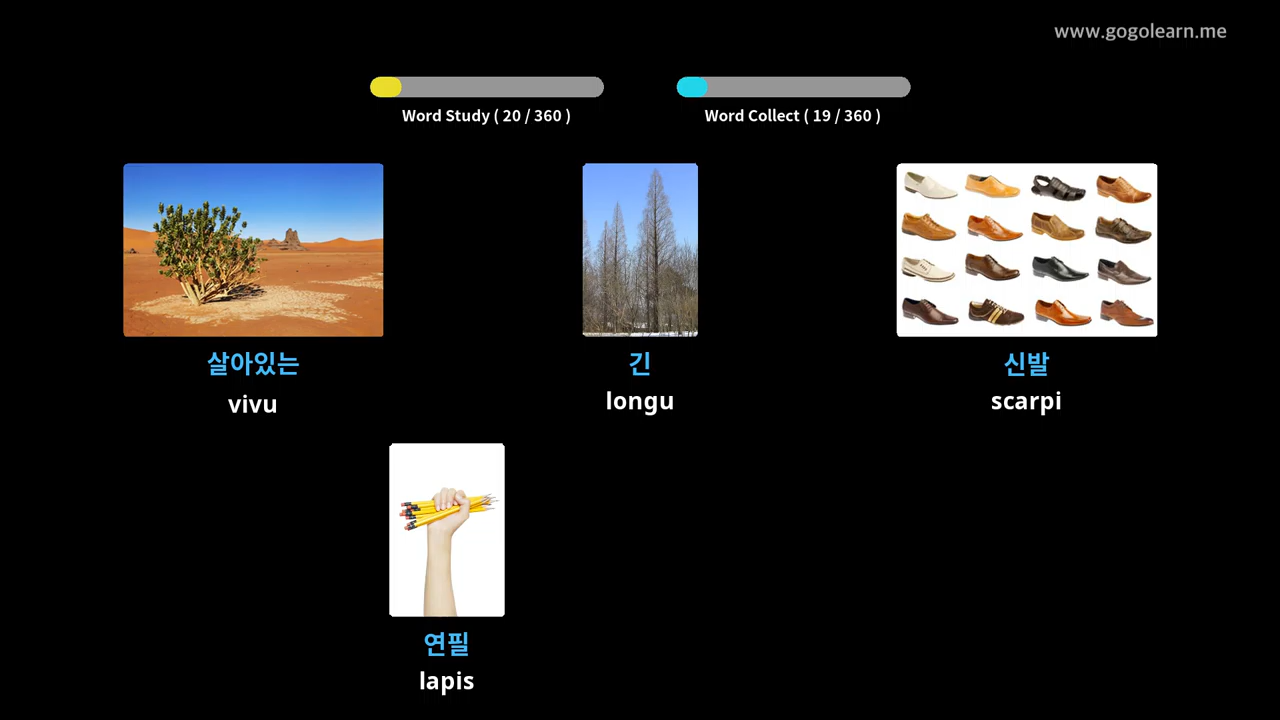 www.gogolearn.me
Word Study ( 20 / 360 )
Word Collect ( 19 / 360 )
살아있는
vivu
긴
longu
신발
scarpi
연필
lapis